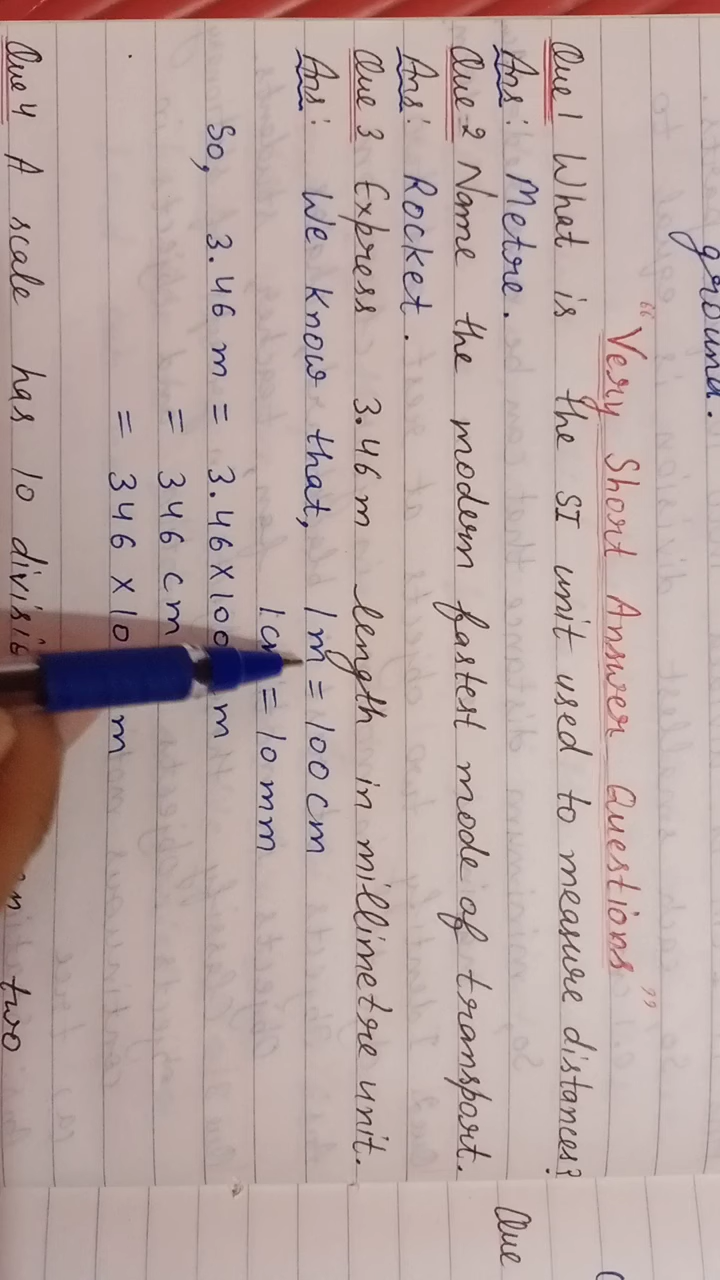 ground.
"Very Short Answer Questions"
Que 1 What is the SI unit used to measure distances?
Ans: Metre.
Que-2 Name the modern fastest mode of transport.
Ans: Rocket.
Que 3 Express 3.46 m length in millimetre unit.
Ans: We know that, 1m = 100 cm
1cm = 10 mm
So, 3.46 m = 3.46 × 100 m
= 346 cm
= 346 × 10 m
Que 4 A scale has 10 two
Que